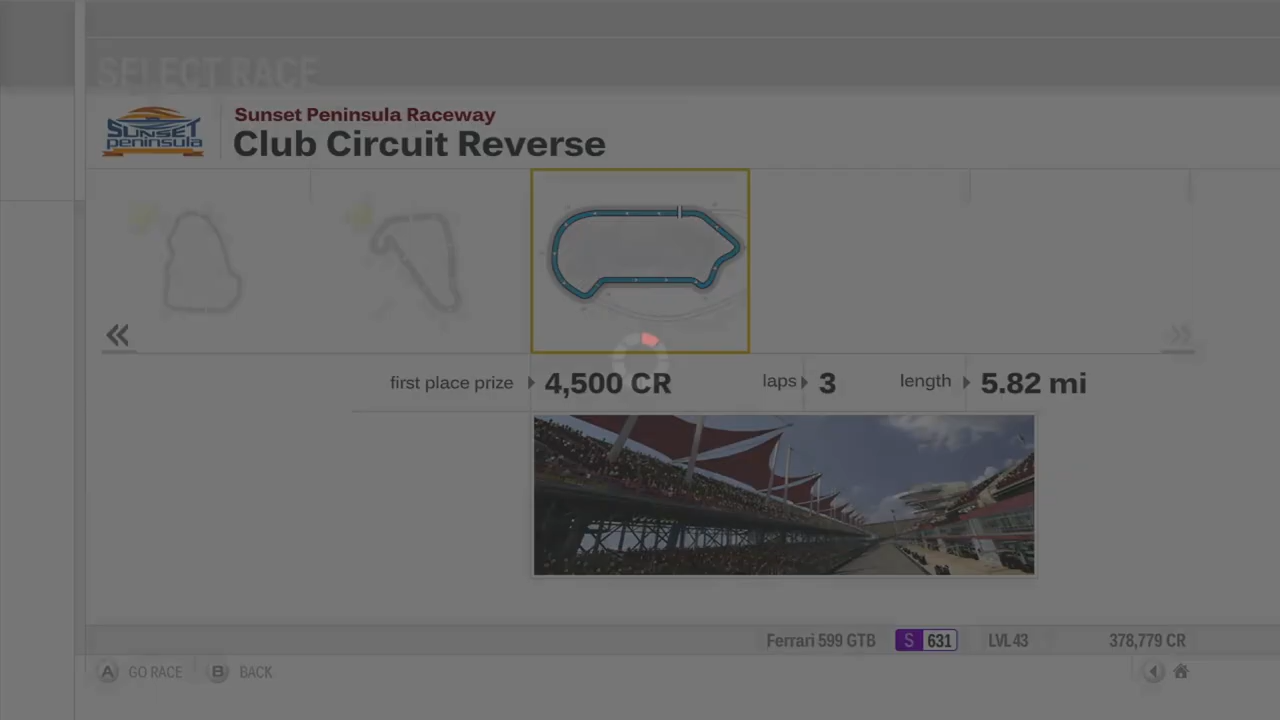 SELECT RACE
SUNSET
peninsula
Sunset Peninsula Raceway
Club Circuit Reverse
first place prize 4,500 CR laps 3 length 5.82 mi
Ferrari 599 GTB S 631 LVL 43 378,779 CR
A GO RACE B BACK